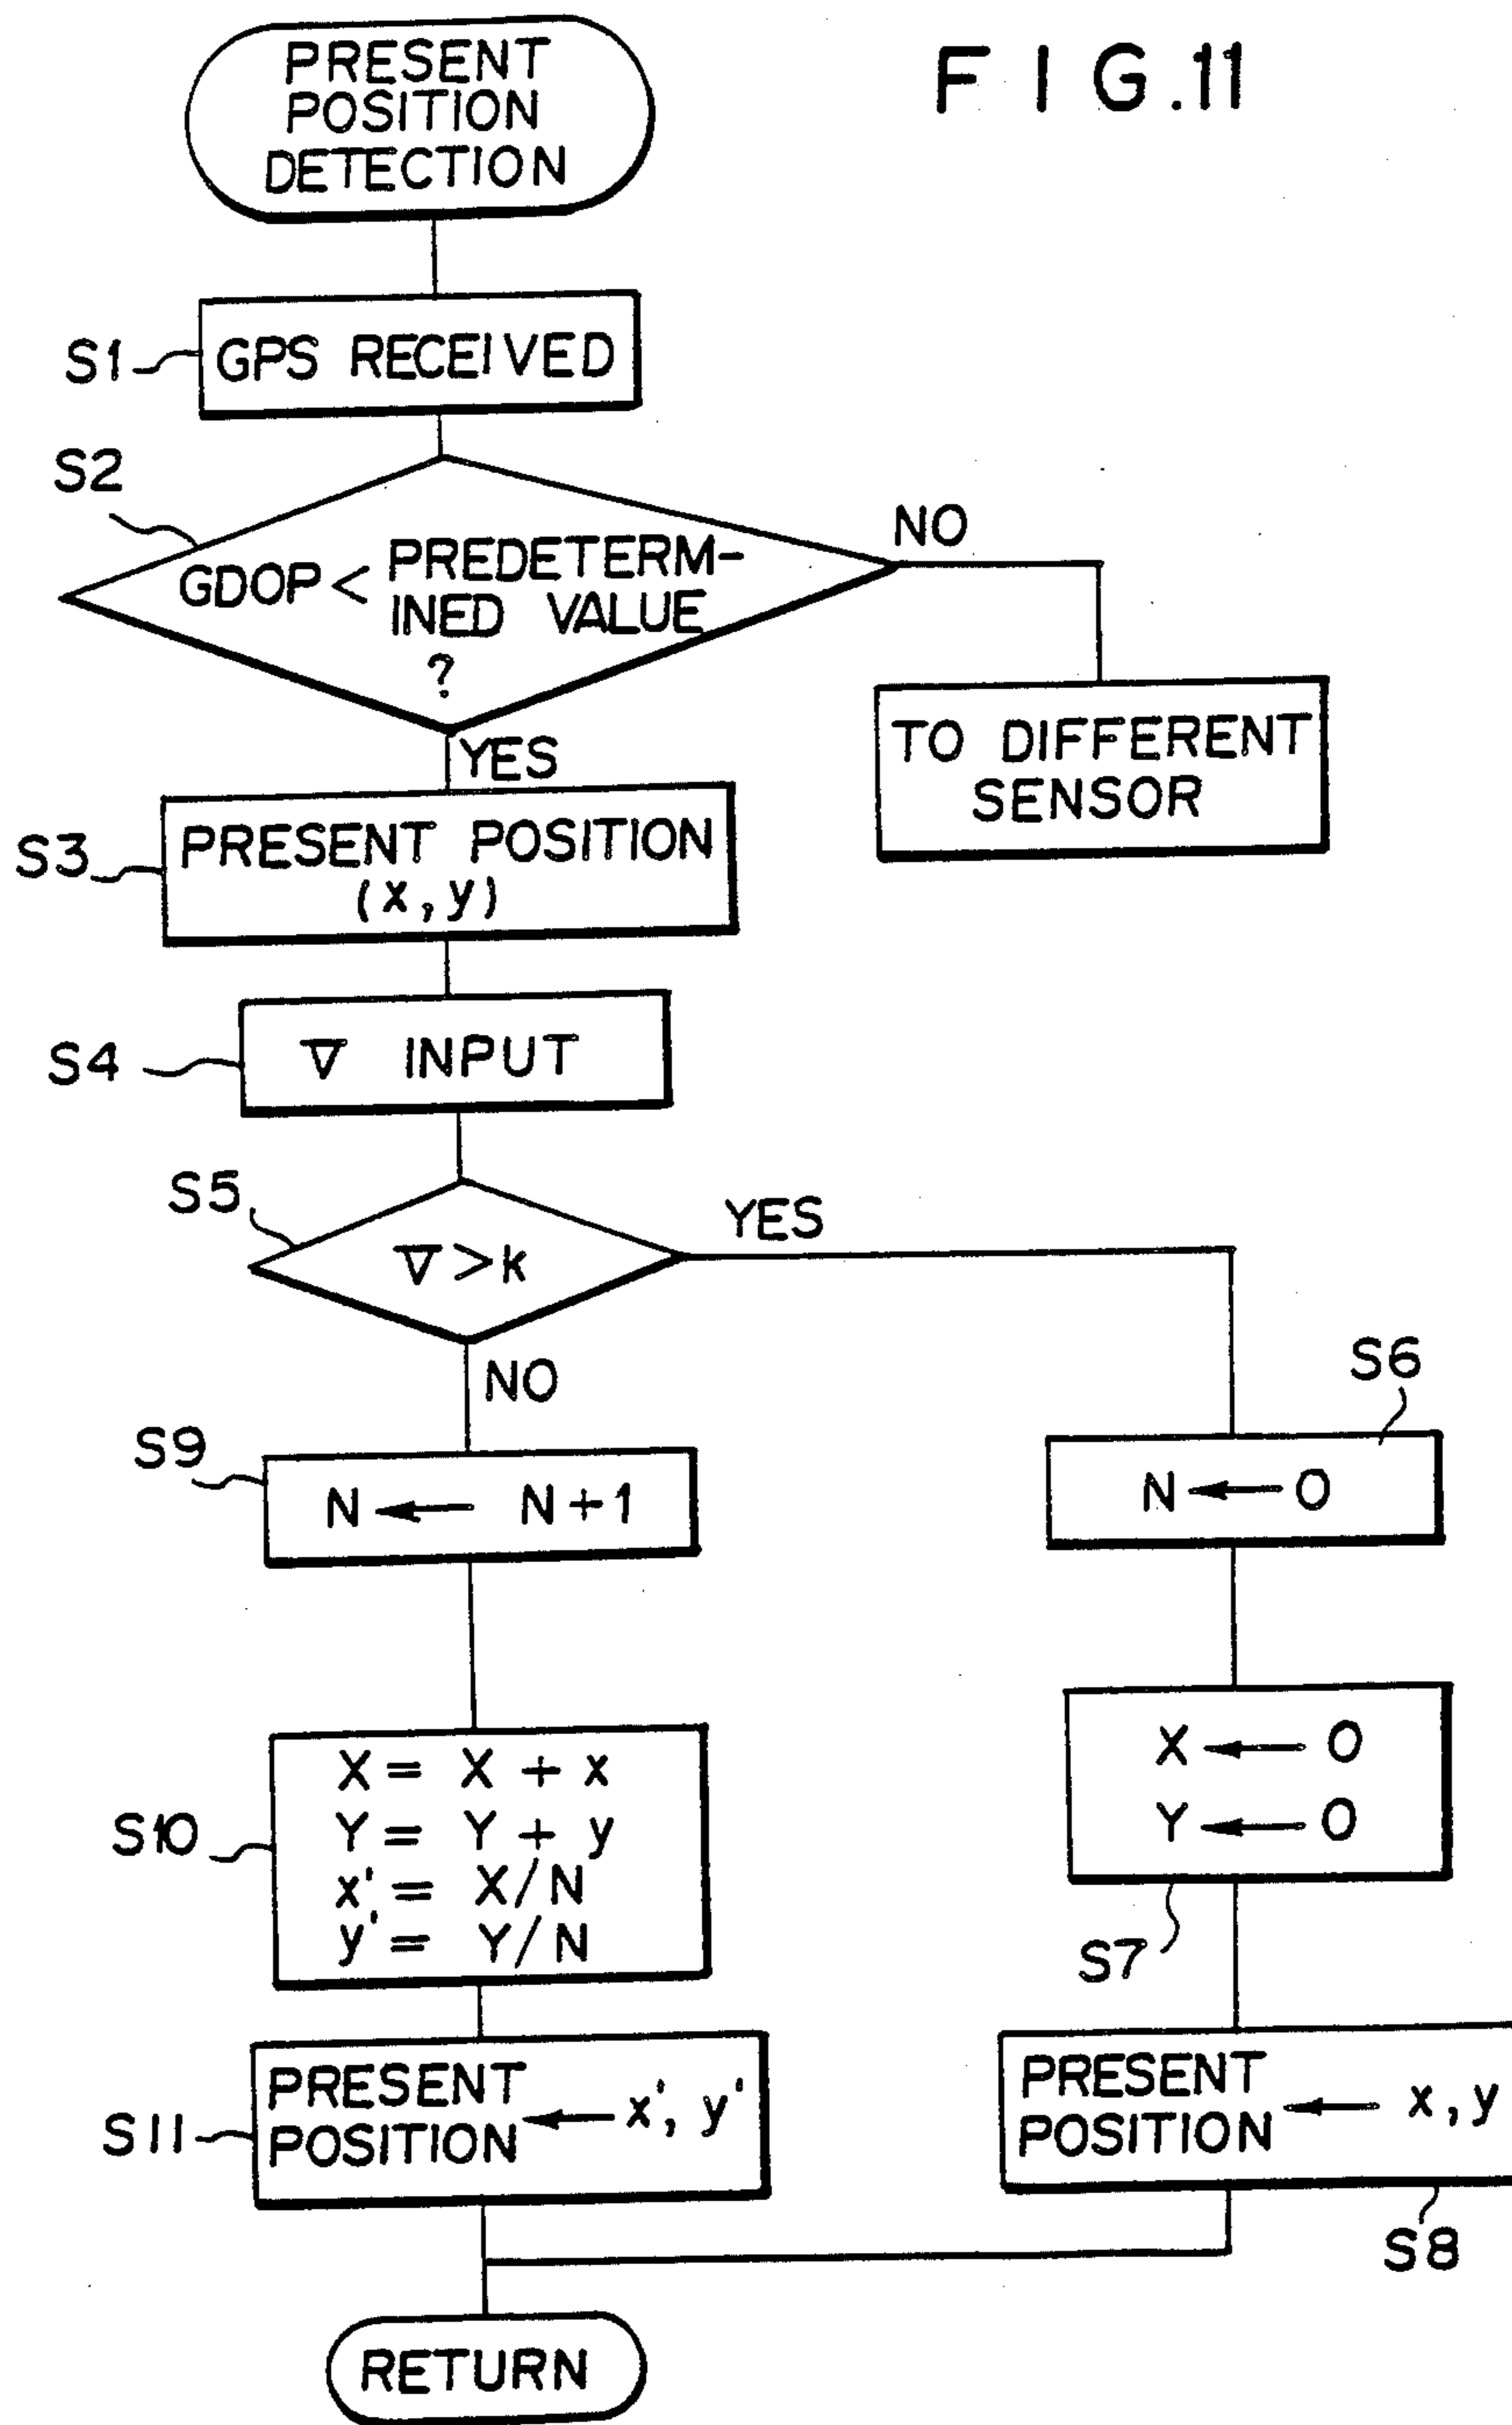 FIG.11
PRESENT
POSITION
DETECTION
S1
GPS RECEIVED
S2
GDOP < PREDETERM-
INED VALUE
?
NO
YES
TO DIFFERENT
SENSOR
S3
PRESENT POSITION
(x,y)
S4
∇ INPUT
S5
∇>k
YES
NO
S6
N ← 0
S9
N ← N+1
X ← 0
Y ← 0
S7
S10
X = X + x
Y = Y + y
x' = X/N
y' = Y/N
S11
PRESENT
POSITION ← x', y'
PRESENT
POSITION ← x,y
S8
RETURN